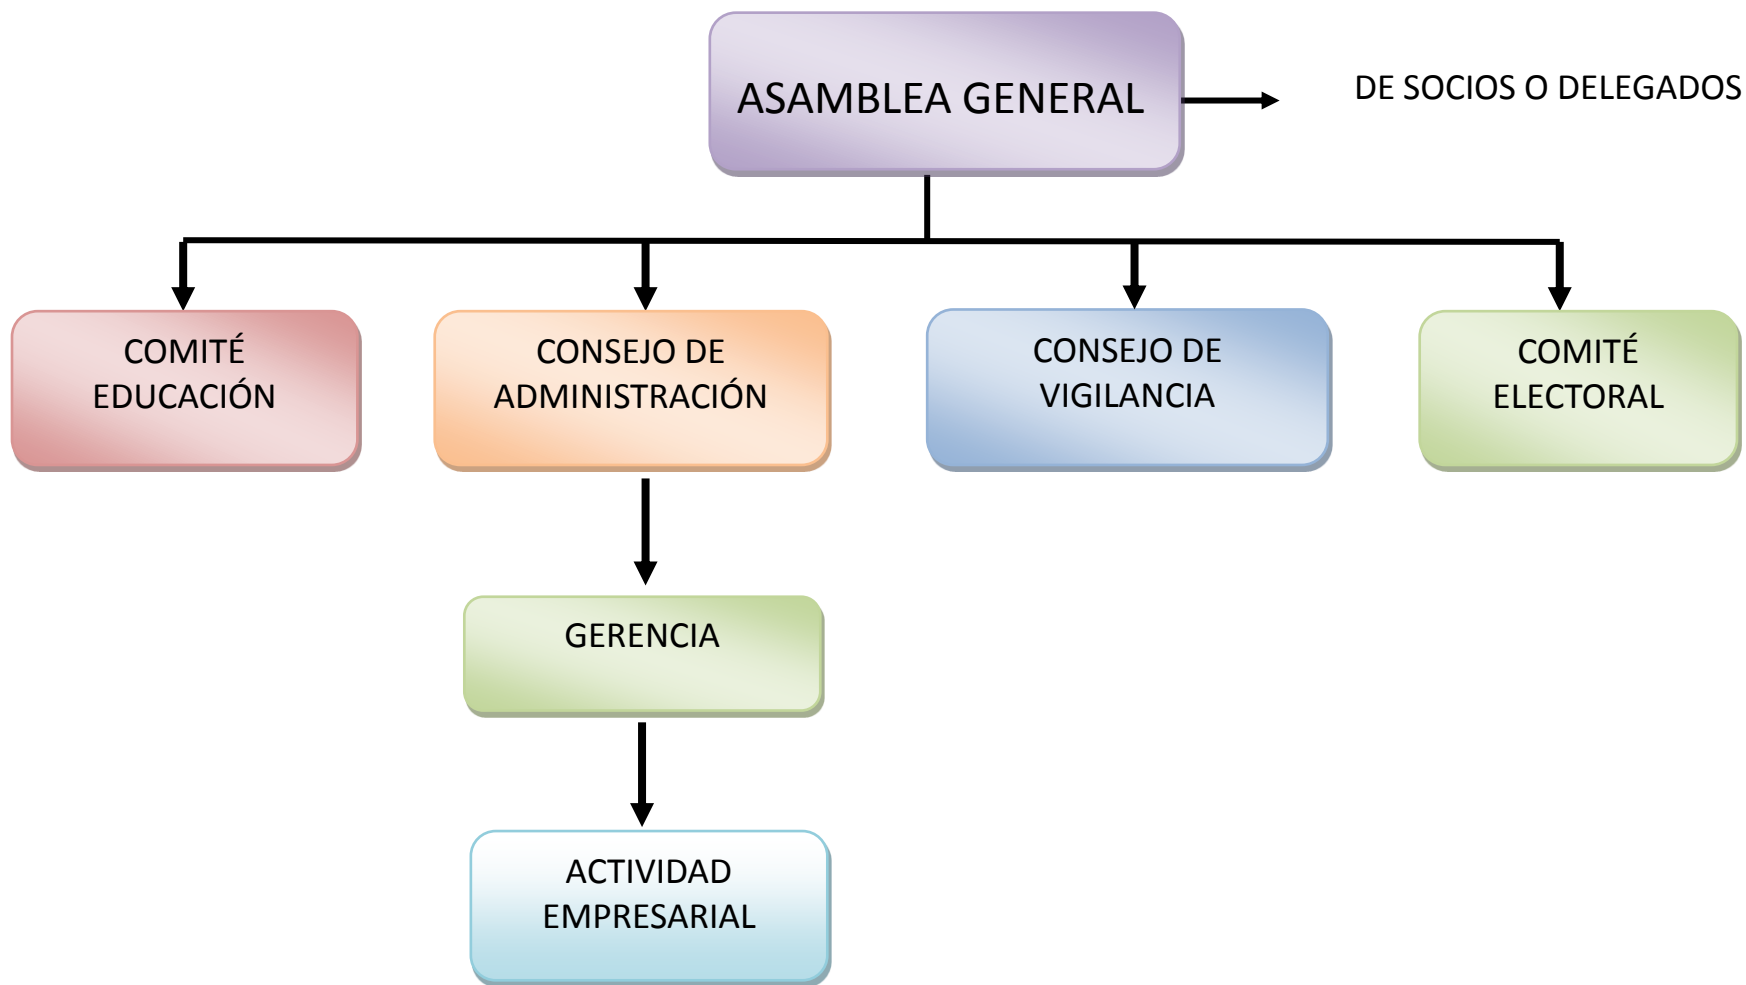 ASAMBLEA GENERAL
DE SOCIOS O DELEGADOS
COMITÉ
EDUCACIÓN
CONSEJO DE
ADMINISTRACIÓN
CONSEJO DE
VIGILANCIA
COMITÉ
ELECTORAL
GERENCIA
ACTIVIDAD
EMPRESARIAL